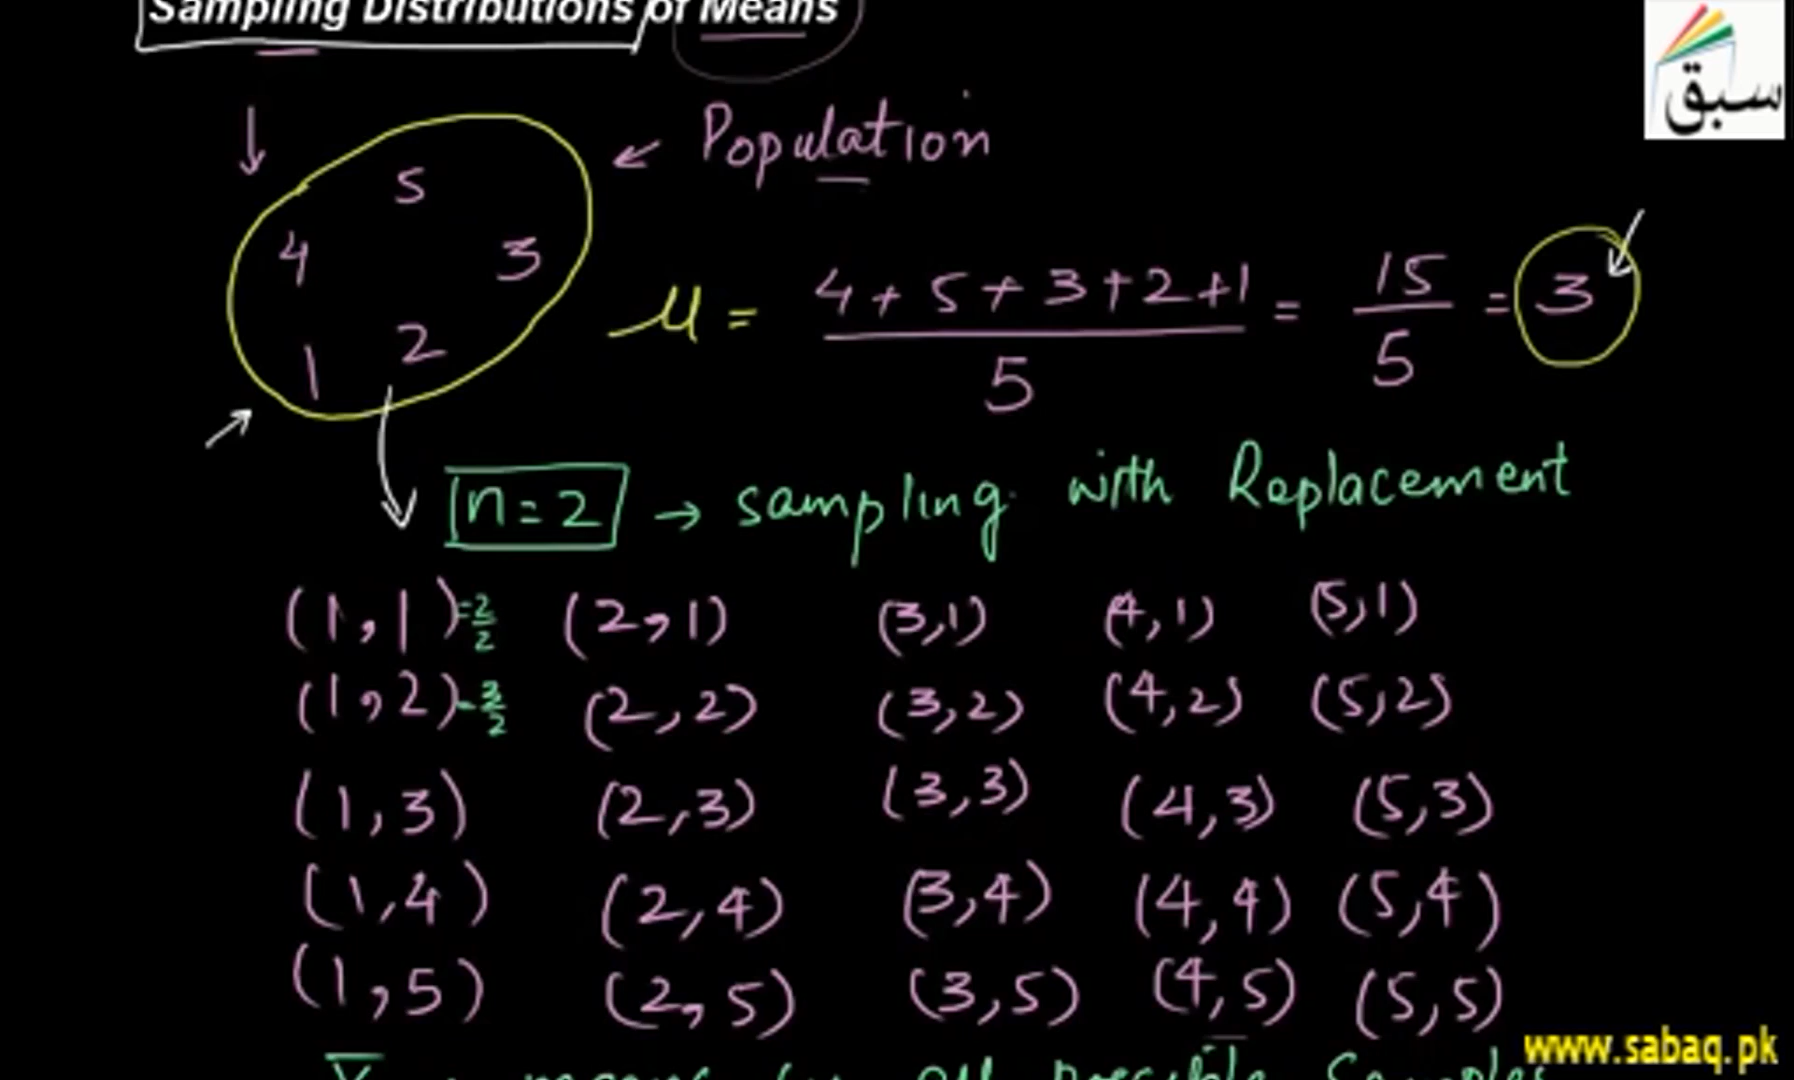 Sampling Distributions of Means
سبق
Population
5
4 3
1 2
μ = 4+5+3+2+1 / 5 = 15 / 5 = 3
n=2 → sampling with Replacement
(1,1)=2/2 (2,1) (3,1) (4,1) (5,1)
(1,2)=3/2 (2,2) (3,2) (4,2) (5,2)
(1,3) (2,3) (3,3) (4,3) (5,3)
(1,4) (2,4) (3,4) (4,4) (5,4)
(1,5) (2,5) (3,5) (4,5) (5,5)
www.sabaq.pk
all possible Samples